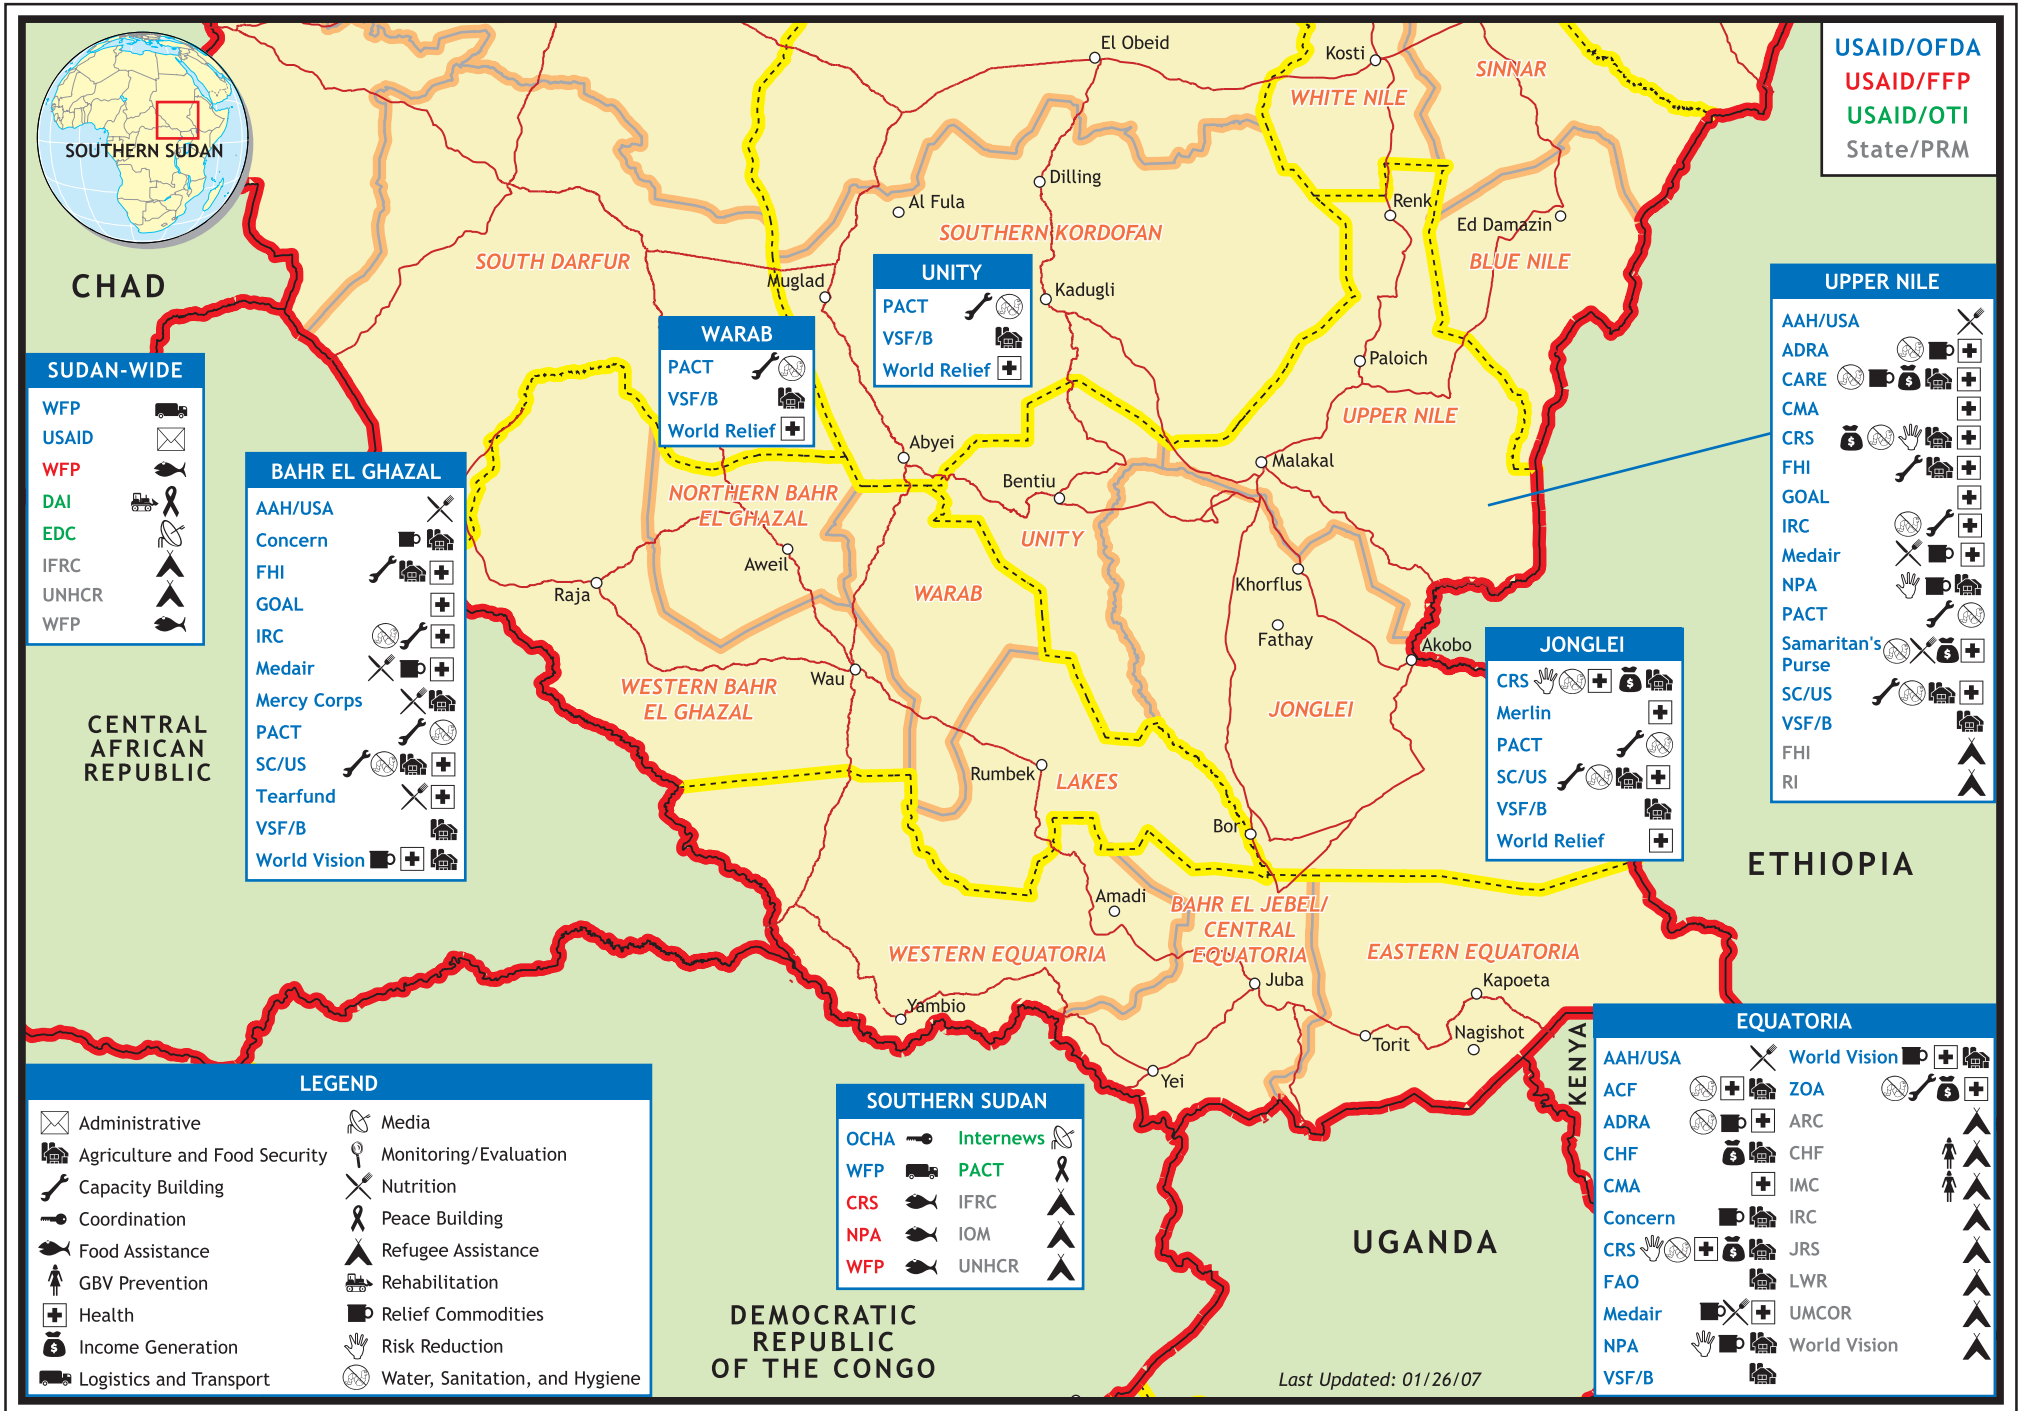 USAID/OFDA
USAID/FFP
USAID/OTI
State/PRM
SOUTHERN SUDAN
El Obeid
Kosti
SINNAR
WHITE NILE
Dilling
Al Fula
Renk
Ed Damazin
SOUTHERN KORDOFAN
SOUTH DARFUR
BLUE NILE
CHAD
Muglad
Kadugli
Paloich
UPPER NILE
Abyei
Malakal
Bentiu
NORTHERN BAHR
EL GHAZAL
UNITY
Aweil
Raja
WARAB
Khorflus
Fathay
Akobo
Wau
WESTERN BAHR
EL GHAZAL
JONGLEI
CENTRAL
AFRICAN
REPUBLIC
Rumbek
LAKES
Bor
ETHIOPIA
Amadi
BAHR EL JEBEL/
CENTRAL
EQUATORIA
WESTERN EQUATORIA
EASTERN EQUATORIA
Juba
Kapoeta
Yambio
Torit
Nagishot
Yei
KENYA
UGANDA
DEMOCRATIC
REPUBLIC
OF THE CONGO
Last Updated: 01/26/07
SUDAN-WIDE
WFP
USAID
WFP
DAI
EDC
IFRC
UNHCR
WFP
BAHR EL GHAZAL
AAH/USA
Concern
FHI
GOAL
IRC
Medair
Mercy Corps
PACT
SC/US
Tearfund
VSF/B
World Vision
WARAB
PACT
VSF/B
World Relief
UNITY
PACT
VSF/B
World Relief
UPPER NILE
AAH/USA
ADRA
CARE
CMA
CRS
FHI
GOAL
IRC
Medair
NPA
PACT
Samaritan's
Purse
SC/US
VSF/B
FHI
RI
JONGLEI
CRS
Merlin
PACT
SC/US
VSF/B
World Relief
EQUATORIA
AAH/USA
ACF
ADRA
CHF
CMA
Concern
CRS
FAO
Medair
NPA
VSF/B
World Vision
ZOA
ARC
CHF
IMC
IRC
JRS
LWR
UMCOR
World Vision
SOUTHERN SUDAN
OCHA
WFP
CRS
NPA
WFP
Internews
PACT
IFRC
IOM
UNHCR
LEGEND
Administrative
Agriculture and Food Security
Capacity Building
Coordination
Food Assistance
GBV Prevention
Health
Income Generation
Logistics and Transport
Media
Monitoring/Evaluation
Nutrition
Peace Building
Refugee Assistance
Rehabilitation
Relief Commodities
Risk Reduction
Water, Sanitation, and Hygiene